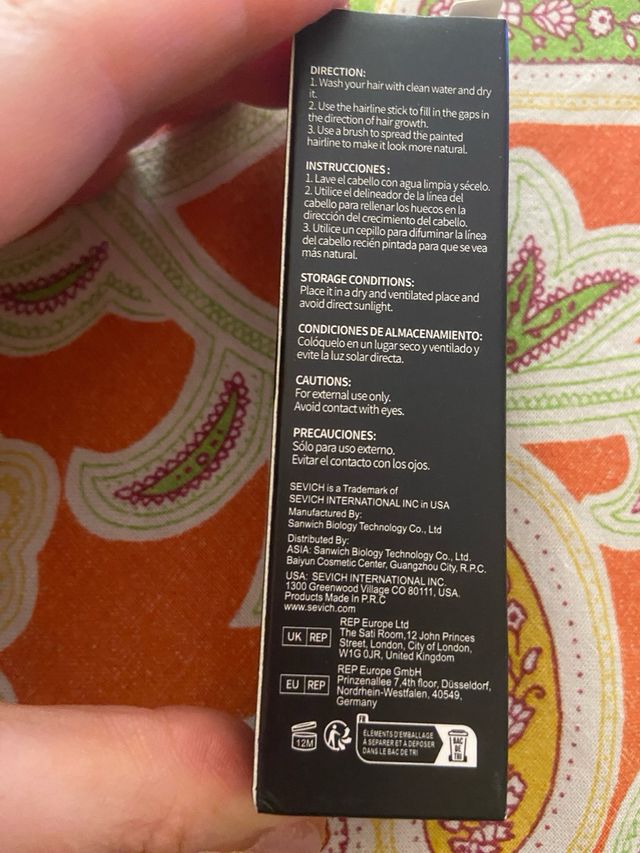 DIRECTION:
1. Wash your hair with clean water and dry
it.
2. Use the hairline stick to fill in the gaps in
the direction of hair growth.
3. Use a brush to spread the painted
hairline to make it look more natural.
INSTRUCCIONES :
1. Lave el cabello con agua limpia y séquelo.
2. Utilice el delineador de la línea del
cabello para rellenar los huecos en la
dirección del crecimiento del cabello.
3. Utilice un cepillo para difuminar la línea
del cabello recién pintada para que se vea
más natural.
STORAGE CONDITIONS:
Place it in a dry and ventilated place and
avoid direct sunlight.
CONDICIONES DE ALMACENAMIENTO:
Colóquelo en un lugar seco y ventilado y
evite la luz solar directa.
CAUTIONS:
For external use only.
Avoid contact with eyes.
PRECAUCIONES:
Sólo para uso externo.
Evitar el contacto con los ojos.
SEVICH is a Trademark of
SEVICH INTERNATIONAL INC in USA
Manufactured By:
Sanwich Biology Technology Co., Ltd
Distributed By:
ASIA: Sanwich Biology Technology Co., Ltd.
Baiyun Cosmetic Center, Guangzhou City, R.P.C.
USA: SEVICH INTERNATIONAL INC.
1300 Greenwood Village CO 80111, USA.
Products Made In P.R.C
www.sevich.com
UK REP
REP Europe Ltd
The Sati Room,12 John Princes
Street, London, City of London,
W1G 0JR, United Kingdom
EU REP
REP Europe GmbH
Prinzenallee 7,4th floor, Düsseldorf,
Nordrhein-Westfalen, 40549,
Germany
12M
FR
ÉLÉMENTS D'EMBALLAGE
À SÉPARER ET À DÉPOSER
DANS LE BAC DE TRI
BAC
DE
TRI